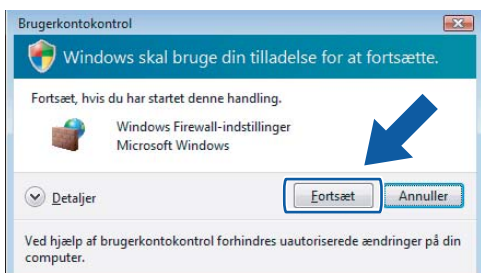 Brugerkontokontrol
Windows skal bruge din tilladelse for at fortsætte.
Fortsæt, hvis du har startet denne handling.
Windows Firewall-indstillinger
Microsoft Windows
Detaljer
Fortsæt
Annuller
Ved hjælp af brugerkontokontrol forhindres uautoriserede ændringer på din
computer.